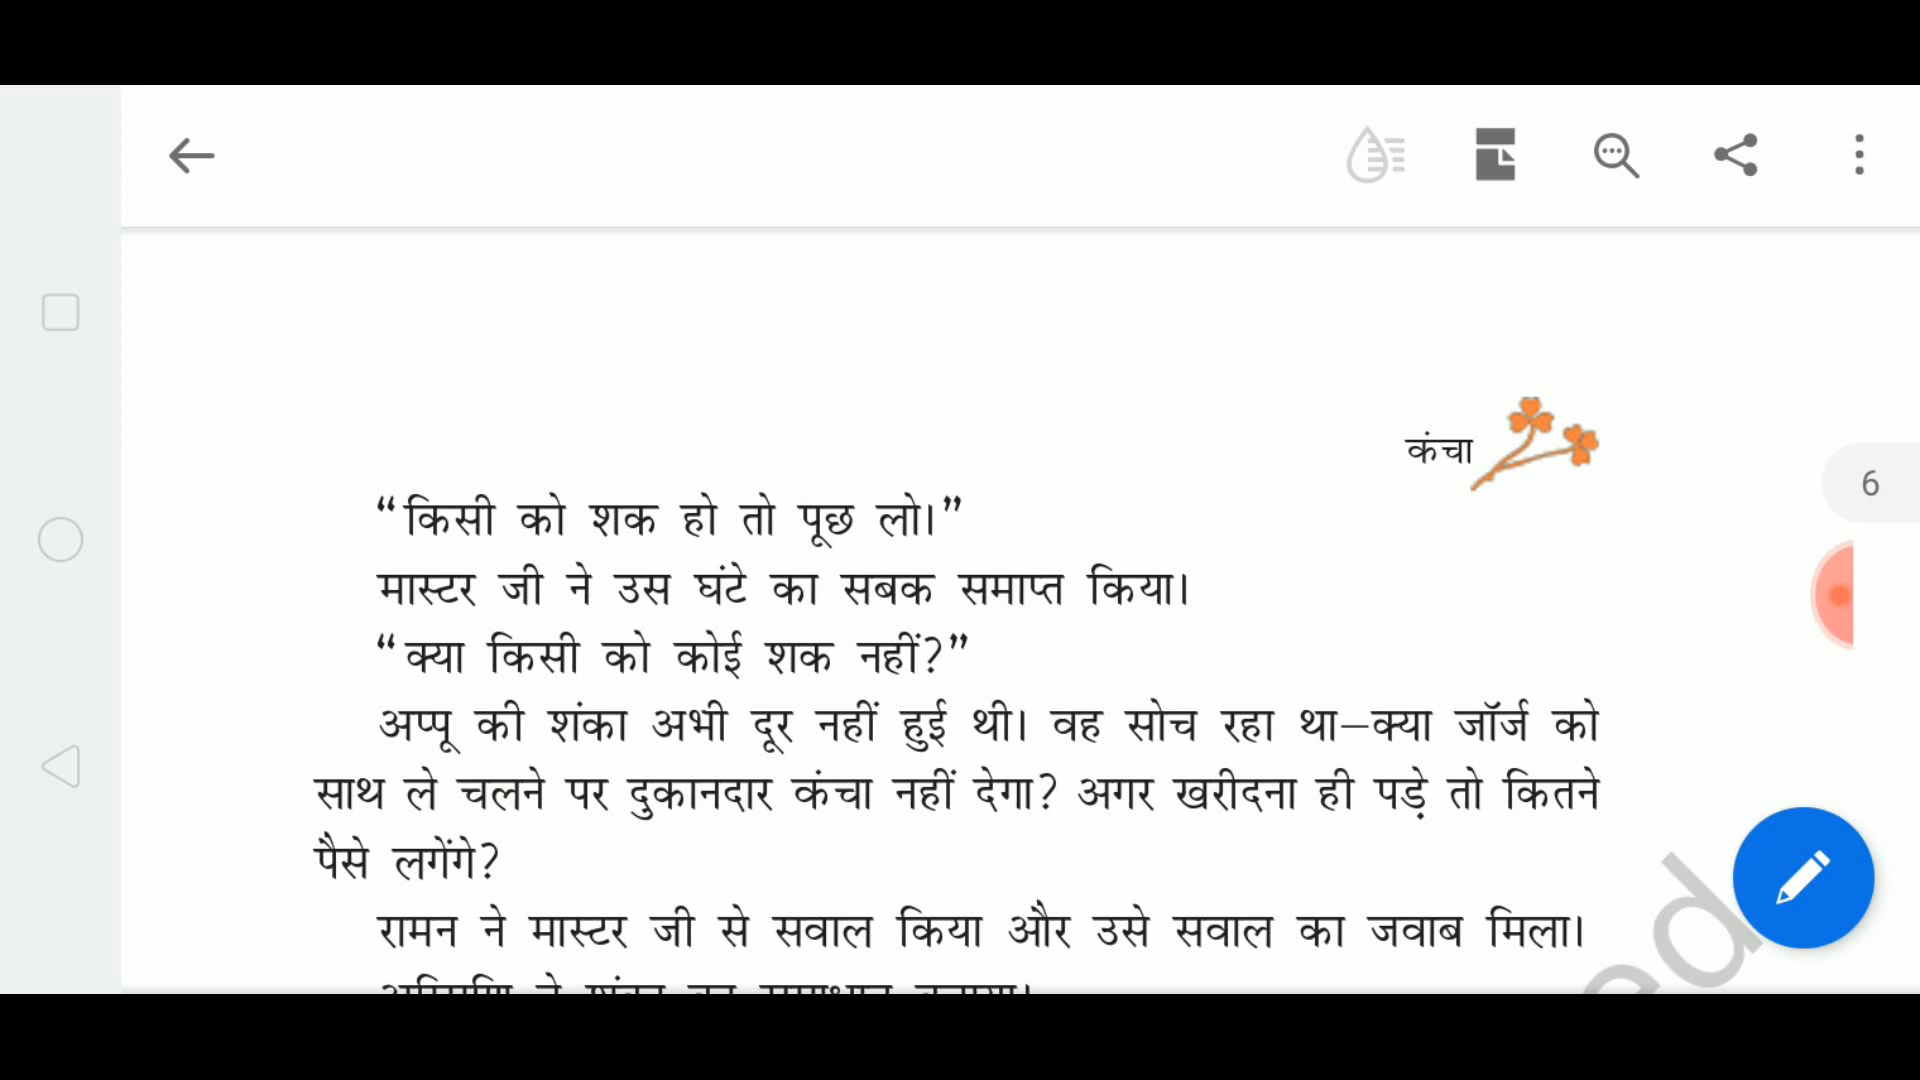 6
कंचा
“किसी को शक हो तो पूछ लो।”
मास्टर जी ने उस घंटे का सबक समाप्त किया।
“क्या किसी को कोई शक नहीं?”
अप्पू की शंका अभी दूर नहीं हुई थी। वह सोच रहा था–क्या जॉर्ज को
साथ ले चलने पर दुकानदार कंचा नहीं देगा? अगर खरीदना ही पड़े तो कितने
पैसे लगेंगे?
रामन ने मास्टर जी से सवाल किया और उसे सवाल का जवाब मिला।
ed